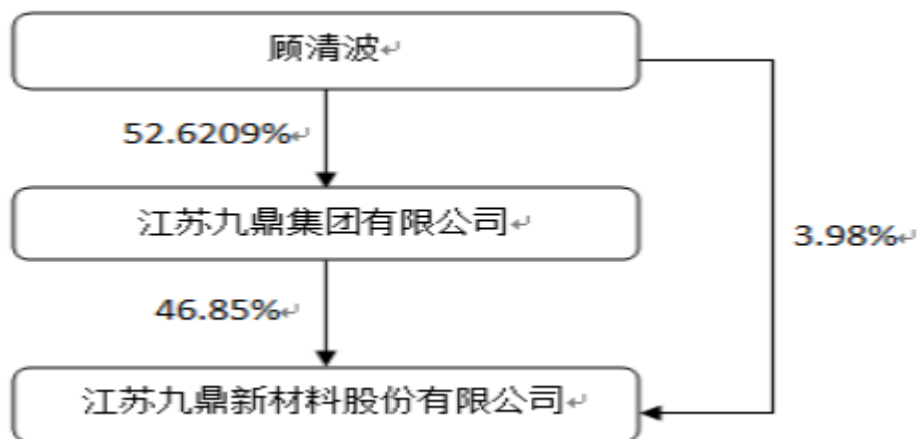 顾清波
52.6209%
江苏九鼎集团有限公司
3.98%
46.85%
江苏九鼎新材料股份有限公司